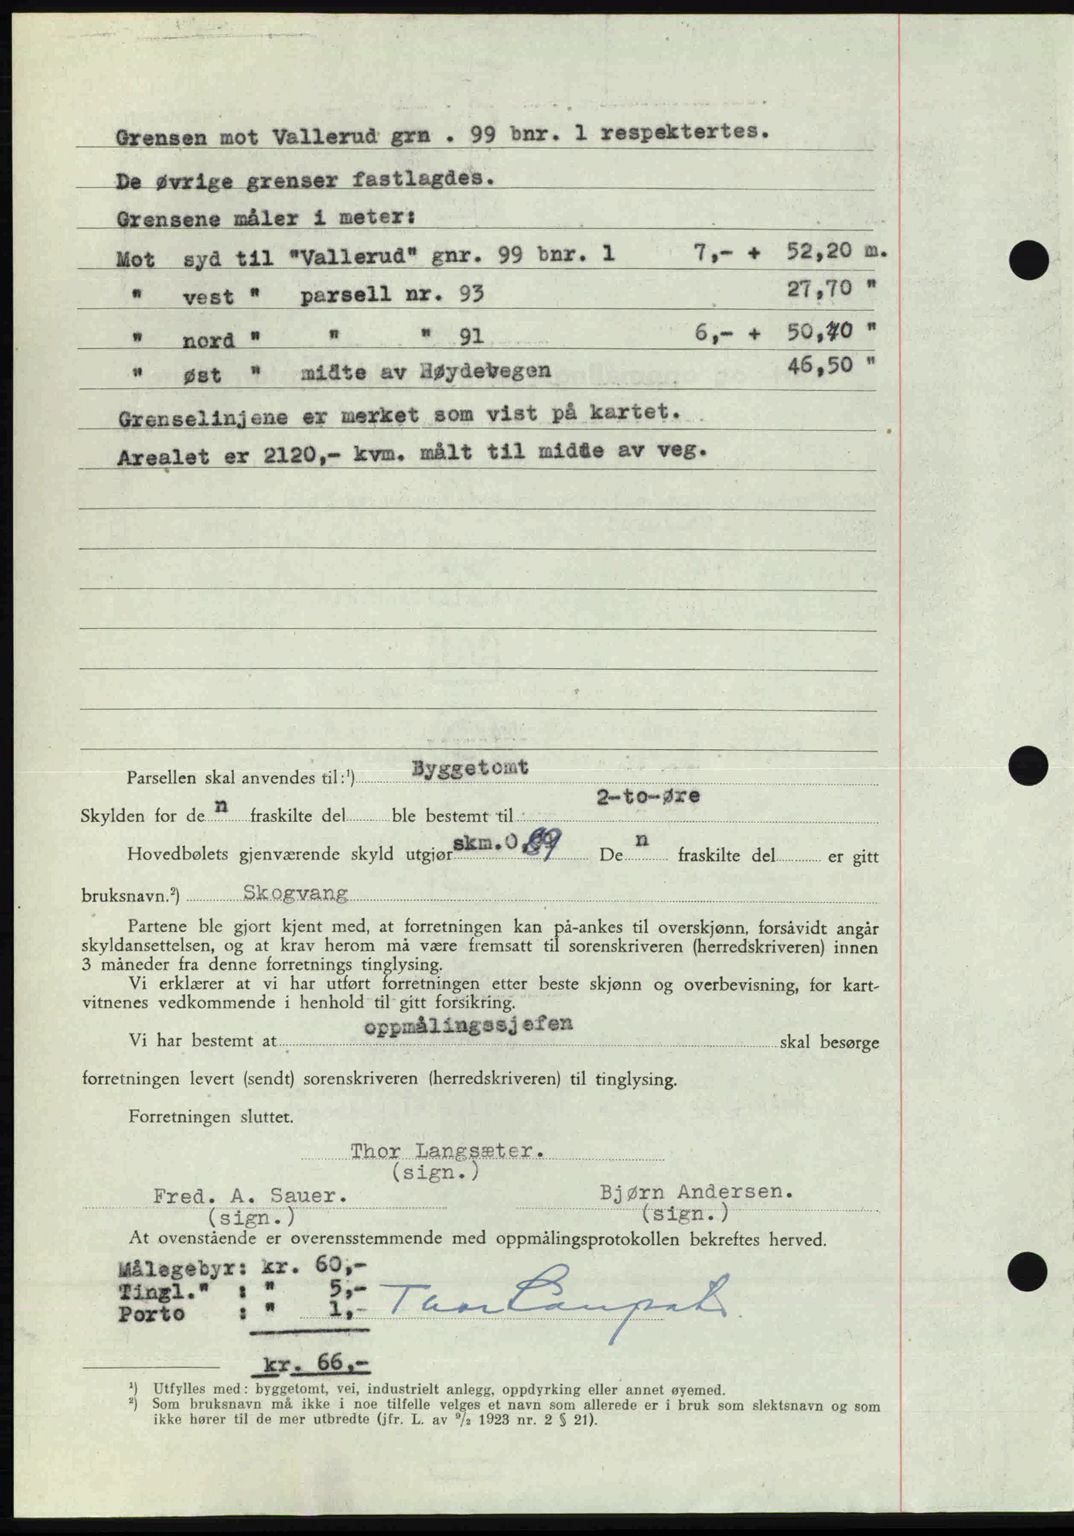 Grensen mot Vallerud grn . 99 bnr. 1 respektertes.
De øvrige grenser fastlagdes.
Grensene måler i meter:
Mot syd til "Vallerud" gnr. 99 bnr. 1 7,- + 52,20 m.
" vest " parsell nr. 93 27,70 "
" nord " " " 91 6,- + 50,70 "
" øst " midte av Høydevegen 46,50 "
Grenselinjene er merket som vist på kartet.
Arealet er 2120,- kvm. målt til midte av veg.
Parsellen skal anvendes til:¹) Byggetomt
Skylden for den fraskilte del ble bestemt til 2-to-øre
Hovedbølets gjenværende skyld utgjør skm. 0,89 Den fraskilte del er gitt
bruksnavn.²) Skogvang
Partene ble gjort kjent med, at forretningen kan på-ankes til overskjønn, forsåvidt angår
skyldansettelsen, og at krav herom må være fremsatt til sorenskriveren (herredskriveren) innen
3 måneder fra denne forretnings tinglysing.
Vi erklærer at vi har utført forretningen etter beste skjønn og overbevisning, for kart-
vitnenes vedkommende i henhold til gitt forsikring.
Vi har bestemt at oppmålingssjefen skal besørge
forretningen levert (sendt) sorenskriveren (herredskriveren) til tinglysing.
Forretningen sluttet.
Thor Langsæter.
(sign.)
Fred. A. Sauer. Bjørn Andersen.
(sign.) (sign.)
At ovenstående er overensstemmende med oppmålingsprotokollen bekreftes herved.
Målegebyr: kr. 60,-
Tingl." : " 5,- Thor Langsæter
Porto : " 1,-
kr. 66,-
¹) Utfylles med: byggetomt, vei, industrielt anlegg, oppdyrking eller annet øyemed.
²) Som bruksnavn må ikke i noe tilfelle velges et navn som allerede er i bruk som slektsnavn og som
ikke hører til de mer utbredte (jfr. L. av ⁹/₂ 1923 nr. 2 § 21).